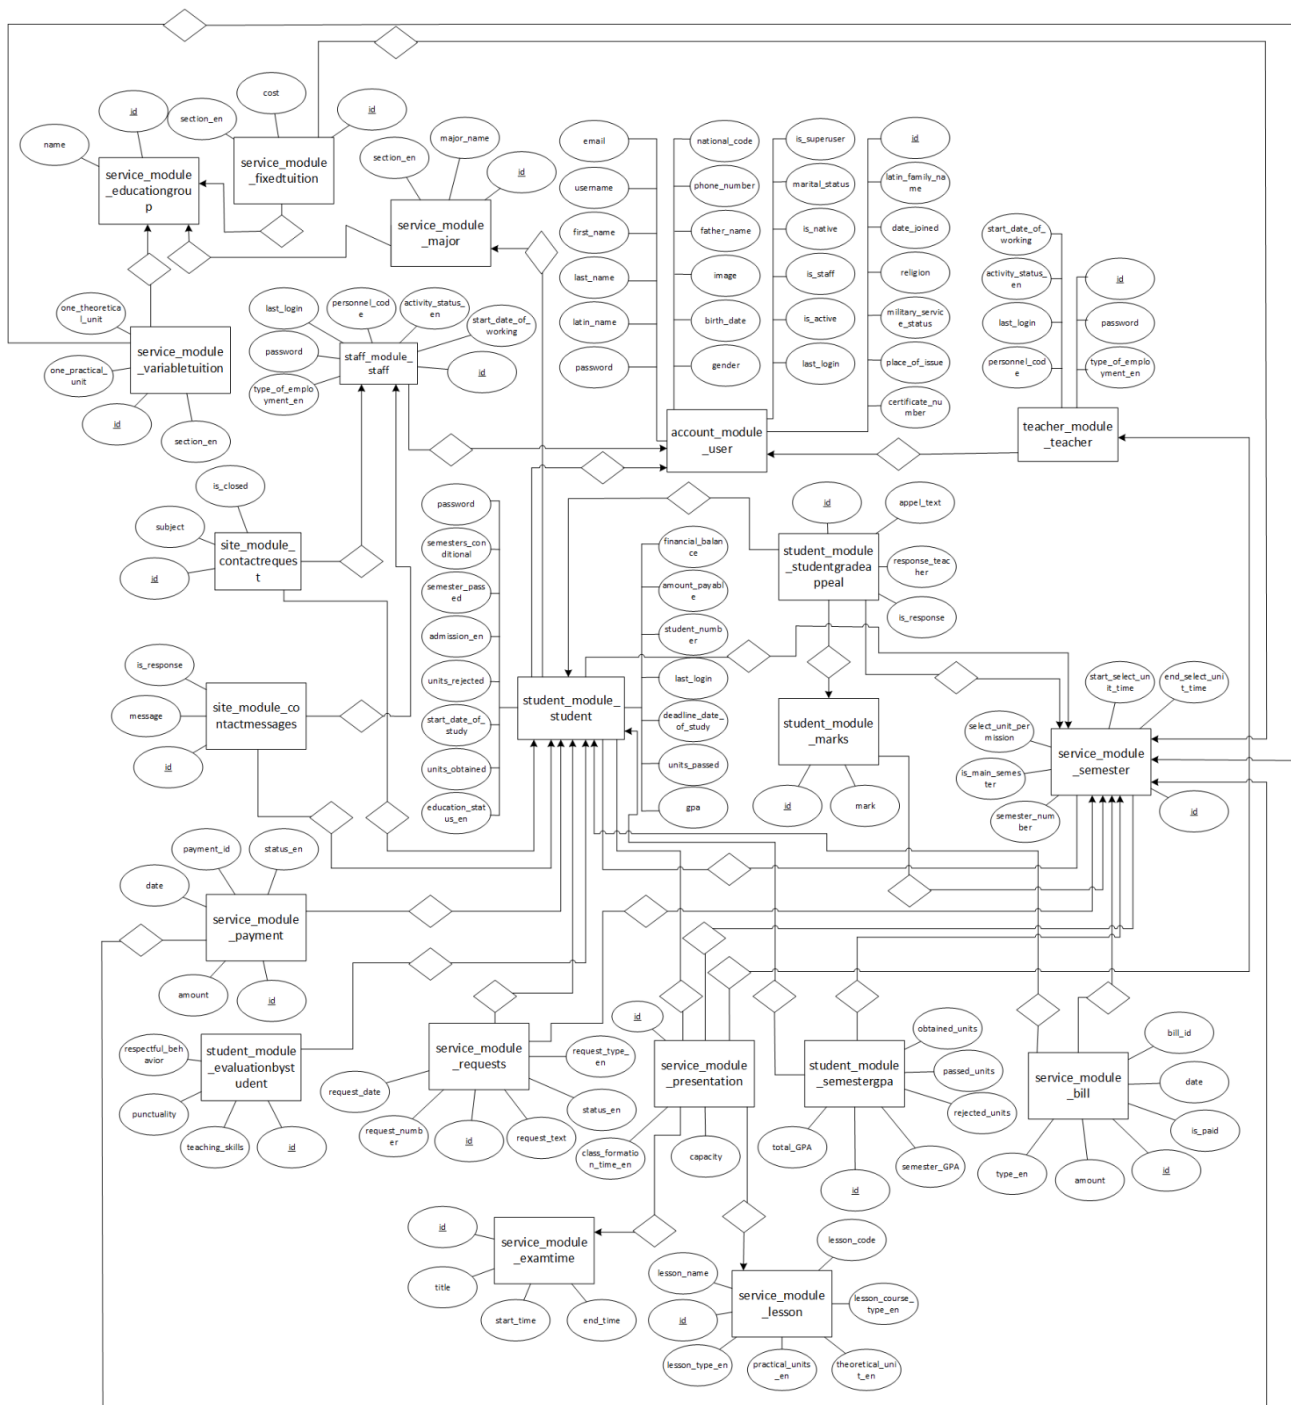 id
name
service_module
_educationgrou
p
section_en
cost
id
service_module
_fixedtuition
section_en
major_name
id
service_module
_major
one_theoretic
al_unit
one_practical_
unit
id
section_en
service_module
_variabletuition
last_login
personnel_cod
e
activity_status_
en
start_date_of_
working
password
type_of_employ
ment_en
id
staff_module_
staff
email
username
first_name
last_name
latin_name
password
national_code
phone_number
father_name
image
birth_date
gender
is_superuser
marital_status
is_native
is_staff
is_active
last_login
id
latin_family_na
me
date_joined
religion
military_servic
e_status
place_of_issue
certificate_nu
mber
account_module
_user
start_date_of_
working
activity_status_
en
last_login
personnel_cod
e
id
password
type_of_emplo
yment_en
teacher_module
_teacher
is_closed
subject
id
site_module_
contactreques
t
is_response
message
id
site_module_co
ntactmessages
password
semesters_con
ditional
semester_pass
ed
admission_en
units_rejected
start_date_of_
study
units_obtained
education_stat
us_en
financial_balan
ce
amount_payab
le
student_numb
er
last_login
deadline_date_
of_study
units_passed
gpa
student_module_
student
id
appel_text
response_teac
her
is_response
student_module
_studentgradea
ppeal
student_module
_marks
id
mark
start_select_u
nit_time
end_select_uni
t_time
select_unit_per
mission
is_main_semes
ter
semester_num
ber
id
service_module
_semester
payment_id
status_en
date
amount
id
service_module
_payment
respectful_beh
avior
punctuality
teaching_skills
id
student_module
_evaluationbyst
udent
service_module
_requests
request_type_
en
request_date
request_numb
er
id
request_text
status_en
id
service_module
_presentation
class_formatio
n_time_en
capacity
student_module
_semestergpa
obtained_units
passed_units
rejected_units
total_GPA
id
semester_GPA
service_module
_bill
bill_id
date
is_paid
id
amount
type_en
id
title
start_time
end_time
service_module
_examtime
lesson_name
id
lesson_type_en
practical_units
_en
theoretical_un
it_en
lesson_course_
type_en
lesson_code
service_module
_lesson